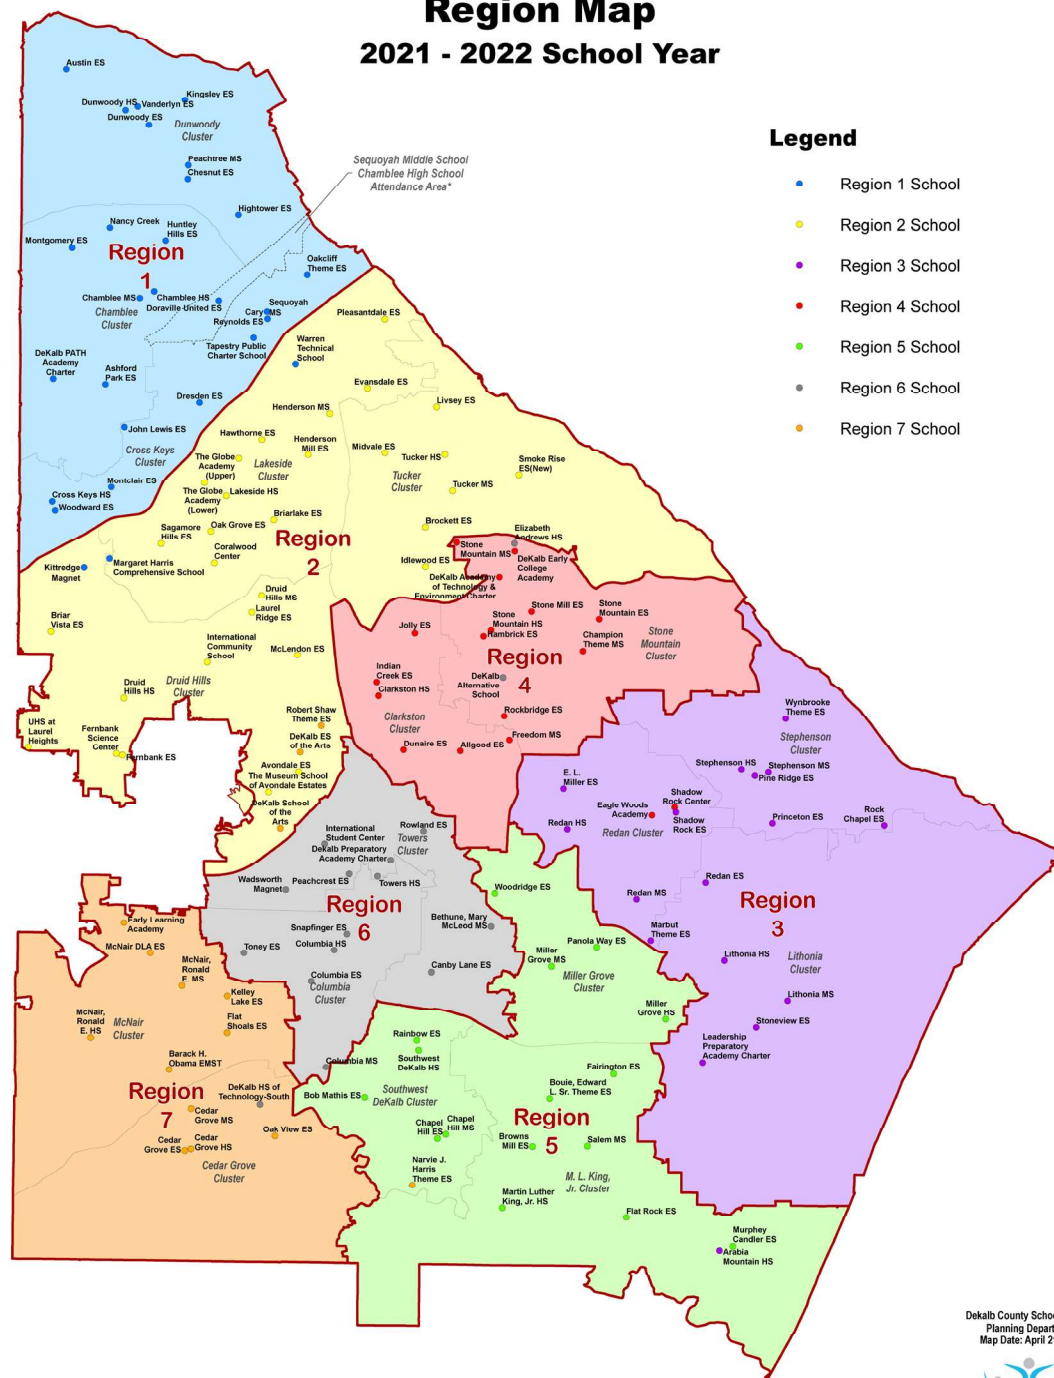 Region Map
2021 - 2022 School Year
Legend
Region 1 School
Region 2 School
Region 3 School
Region 4 School
Region 5 School
Region 6 School
Region 7 School
Austin ES
Kingsley ES
Dunwoody HS
Vanderlyn ES
Dunwoody ES
Dunwoody
Cluster
Peachtree MS
Chesnut ES
Sequoyah Middle School
Chamblee High School
Attendance Area*
Hightower ES
Nancy Creek
Huntley
Hills ES
Montgomery ES
Region
1
Oakcliff
Theme ES
Chamblee MS
Chamblee HS
Doraville United ES
Chamblee
Cluster
Sequoyah
MS
Cary
Reynolds ES
Tapestry Public
Charter School
DeKalb PATH
Academy
Charter
Ashford
Park ES
Dresden ES
John Lewis ES
Cross Keys
Cluster
Montclair ES
Cross Keys HS
Woodward ES
Pleasantdale ES
Warren
Technical
School
Evansdale ES
Livsey ES
Henderson MS
Hawthorne ES
Henderson
Mill ES
Midvale ES
Tucker HS
The Globe
Academy
(Upper)
Lakeside
Cluster
Tucker
Cluster
Smoke Rise
ES(New)
The Globe
Academy
(Lower)
Lakeside HS
Tucker MS
Briarlake ES
Sagamore
Hills ES
Oak Grove ES
Brockett ES
Region
2
Coralwood
Center
Kittredge
Magnet
Margaret Harris
Comprehensive School
Idlewood ES
Elizabeth
Andrews HS
Stone
Mountain MS
DeKalb Early
College
Academy
DeKalb Academy
of Technology &
Environment Charter
Druid
Hills MS
Laurel
Ridge ES
Briar
Vista ES
International
Community
School
McLendon ES
Druid Hills
Cluster
Druid
Hills HS
UHS at
Laurel
Heights
Fernbank
Science
Center
Fernbank ES
Robert Shaw
Theme ES
DeKalb ES
of the Arts
Avondale ES
The Museum School
of Avondale Estates
DeKalb School
of the
Arts
Stone Mill ES
Stone
Mountain ES
Stone
Mountain HS
Hambrick ES
Jolly ES
Champion
Theme MS
Stone
Mountain
Cluster
Region
4
Indian
Creek ES
Clarkston HS
DeKalb
Alternative
School
Clarkston
Cluster
Rockbridge ES
Dunaire ES
Allgood ES
Freedom MS
Wynbrooke
Theme ES
Stephenson
Cluster
Stephenson HS
Stephenson MS
Pine Ridge ES
E. L.
Miller ES
Shadow
Rock Center
Eagle Woods
Academy
Shadow
Rock ES
Redan HS
Redan Cluster
Princeton ES
Rock
Chapel ES
Redan ES
Redan MS
Region
3
Marbut
Theme ES
Lithonia HS
Lithonia
Cluster
Lithonia MS
Stoneview ES
Leadership
Preparatory
Academy Charter
International
Student Center
Rowland ES
Towers
Cluster
Dekalb Preparatory
Academy Charter
Wadsworth
Magnet
Peachcrest ES
Towers HS
Region
6
Bethune, Mary
McLeod MS
Snapfinger ES
Columbia HS
Toney ES
Canby Lane ES
Columbia ES
Columbia
Cluster
Columbia MS
Woodridge ES
Panola Way ES
Miller
Grove MS
Miller Grove
Cluster
Miller
Grove HS
Rainbow ES
Southwest
DeKalb HS
Fairington ES
Southwest
DeKalb Cluster
Bob Mathis ES
Bouie, Edward
L. Sr. Theme ES
Region
5
Chapel
Hill ES
Chapel
Hill MS
Browns
Mill ES
Salem MS
Narvie J.
Harris
Theme ES
M. L. King,
Jr. Cluster
Martin Luther
King, Jr. HS
Flat Rock ES
Murphey
Candler ES
Arabia
Mountain HS
Early Learning
Academy
McNair DLA ES
McNair,
Ronald
E. MS
Kelley
Lake ES
McNair,
Ronald
E. HS
McNair
Cluster
Flat
Shoals ES
Barack H.
Obama EMST
Region
7
DeKalb HS of
Technology-South
Cedar
Grove MS
Oak View ES
Cedar
Grove ES
Cedar
Grove HS
Cedar Grove
Cluster
Dekalb County Schoo
Planning Depart
Map Date: April 2